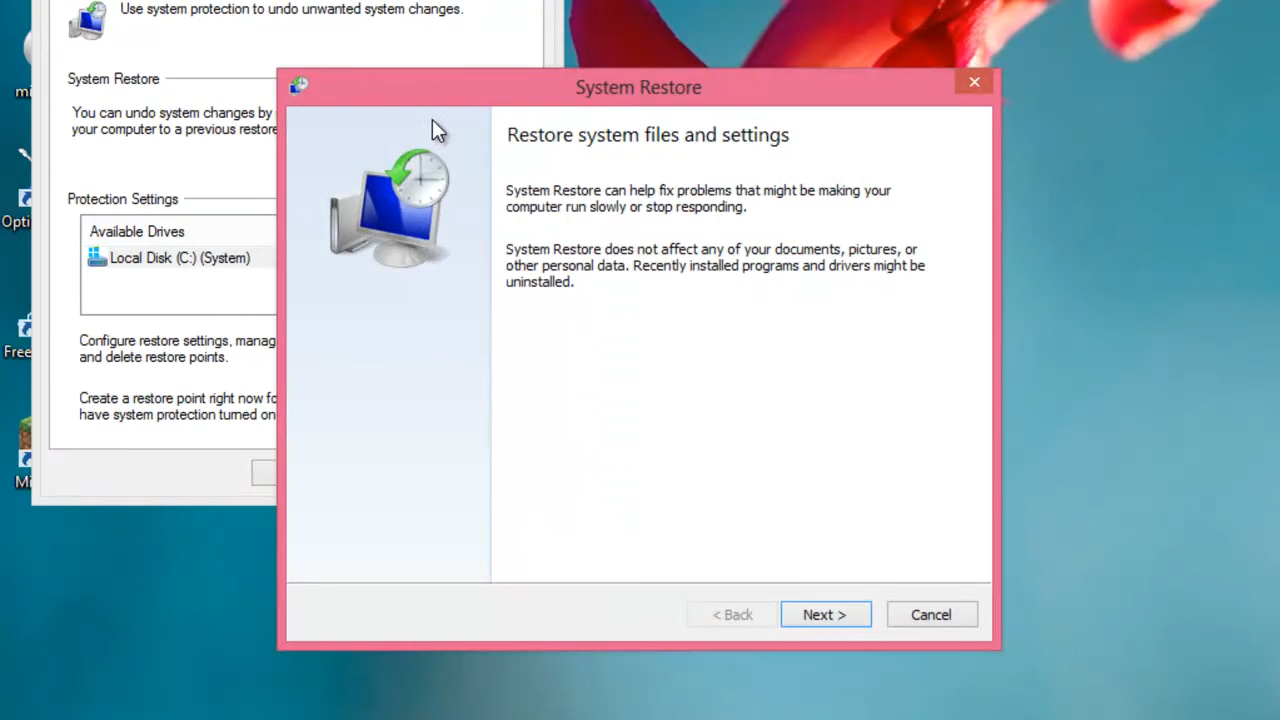 Use system protection to undo unwanted system changes.
System Restore
You can undo system changes by
your computer to a previous restore
Protection Settings
Available Drives
Local Disk (C:) (System)
Configure restore settings, manag
and delete restore points.
Create a restore point right now fo
have system protection turned on
mi
Opti
Free
Mi
System Restore
Restore system files and settings
System Restore can help fix problems that might be making your
computer run slowly or stop responding.
System Restore does not affect any of your documents, pictures, or
other personal data. Recently installed programs and drivers might be
uninstalled.
< Back
Next >
Cancel